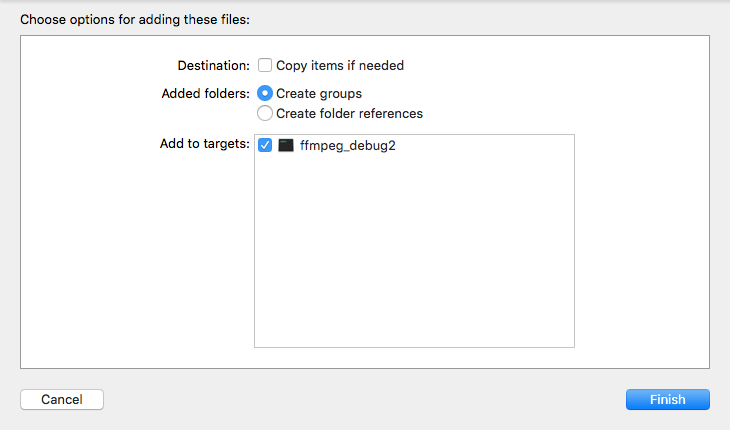 Choose options for adding these files:
Destination: Copy items if needed
Added folders: Create groups
Create folder references
Add to targets: ffmpeg_debug2
Cancel Finish